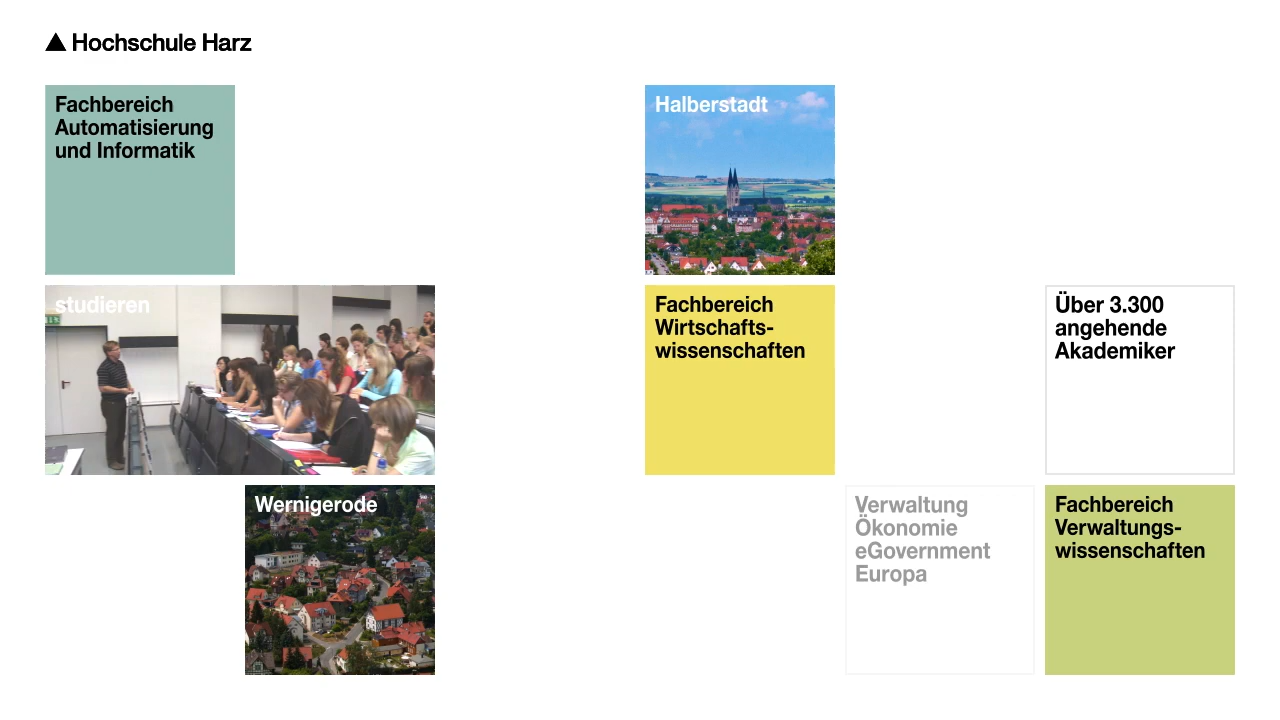 Hochschule Harz
Fachbereich
Automatisierung
und Informatik
Halberstadt
studieren
Fachbereich
Wirtschafts-
wissenschaften
Über 3.300
angehende
Akademiker
Wernigerode
Verwaltung
Ökonomie
eGovernment
Europa
Fachbereich
Verwaltungs-
wissenschaften